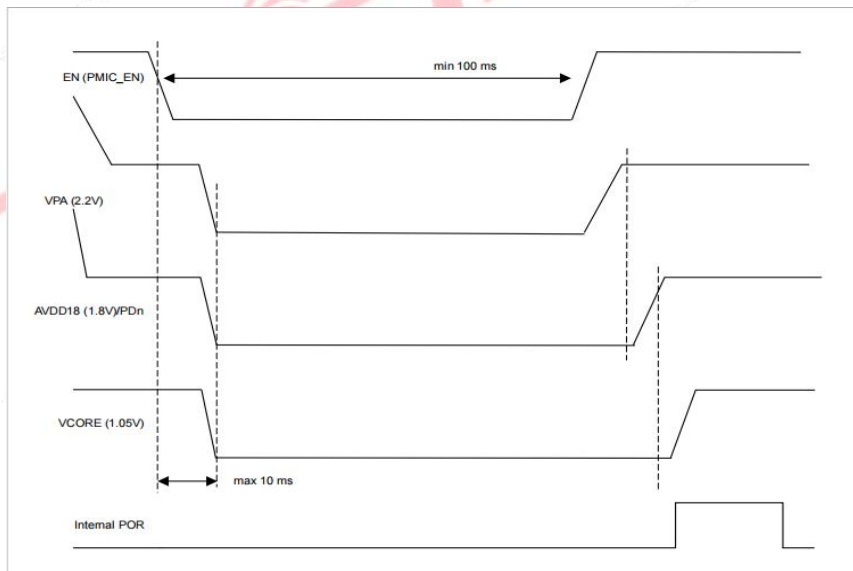 min 100 ms
EN (PMIC_EN)
VPA (2.2V)
AVDD18 (1.8V)/PDn
VCORE (1.05V)
max 10 ms
Internal POR